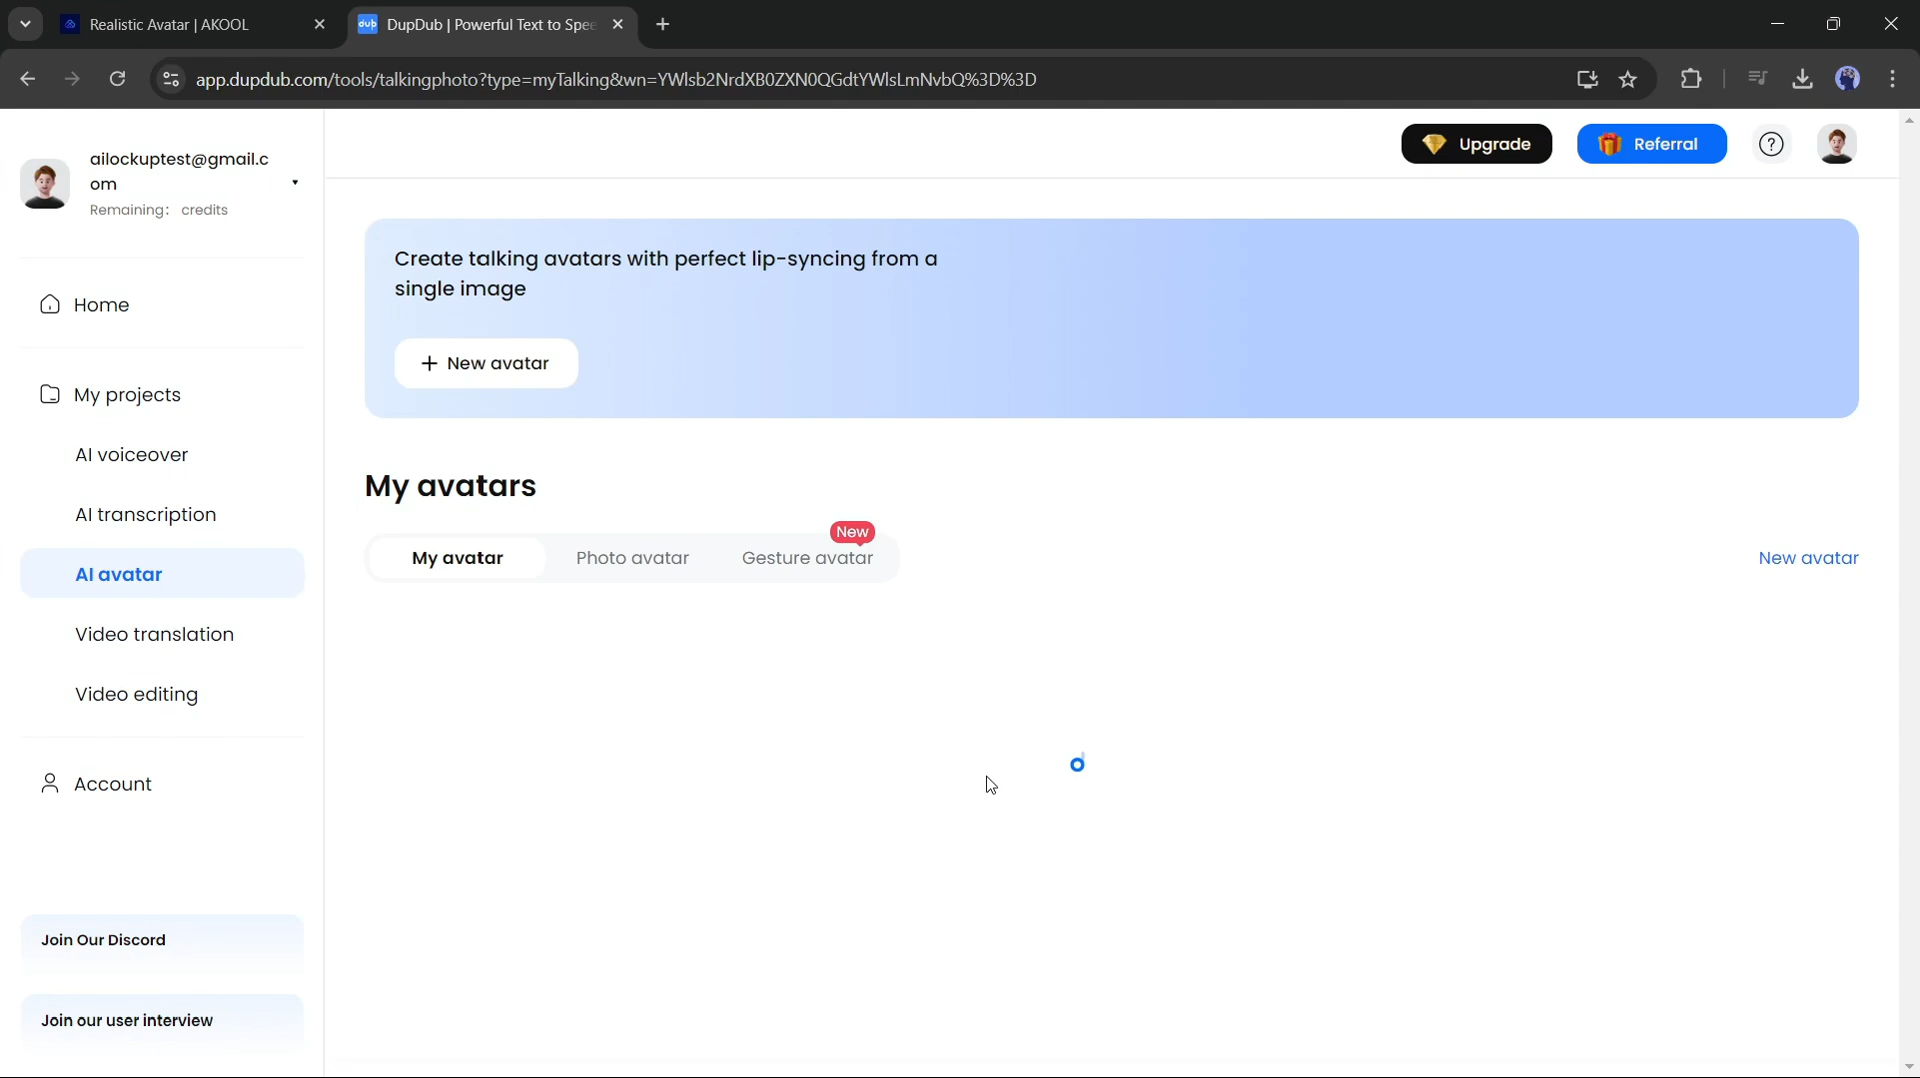 Realistic Avatar | AKOOL
dub DupDub | Powerful Text to Spee
app.dupdub.com/tools/talkingphoto?type=myTalking&wn=YWlsb2NrdXB0ZXN0QGdtYWlsLmNvbQ%3D%3D
ailockuptest@gmail.c
om
Remaining: credits
Upgrade
Referral
Home
My projects
AI voiceover
AI transcription
AI avatar
Video translation
Video editing
Account
Join Our Discord
Join our user interview
Create talking avatars with perfect lip-syncing from a
single image
+ New avatar
My avatars
New
My avatar Photo avatar Gesture avatar
New avatar